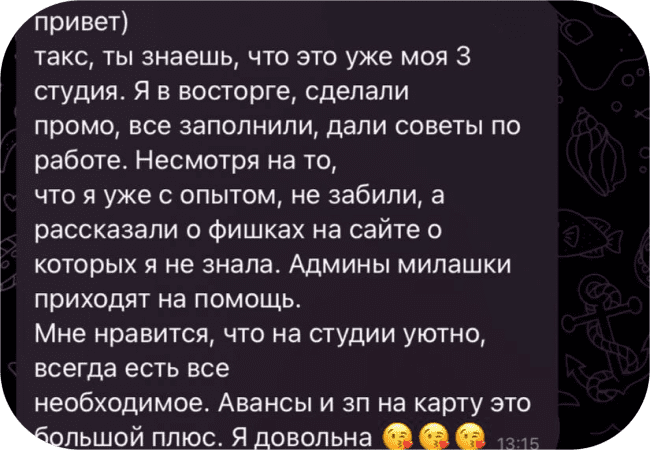 привет)
такс, ты знаешь, что это уже моя 3
студия. Я в восторге, сделали
промо, все заполнили, дали советы по
работе. Несмотря на то,
что я уже с опытом, не забили, а
рассказали о фишках на сайте о
которых я не знала. Админы милашки
приходят на помощь.
Мне нравится, что на студии уютно,
всегда есть все
необходимое. Авансы и зп на карту это
большой плюс. Я довольна 😘😘😘 13:15